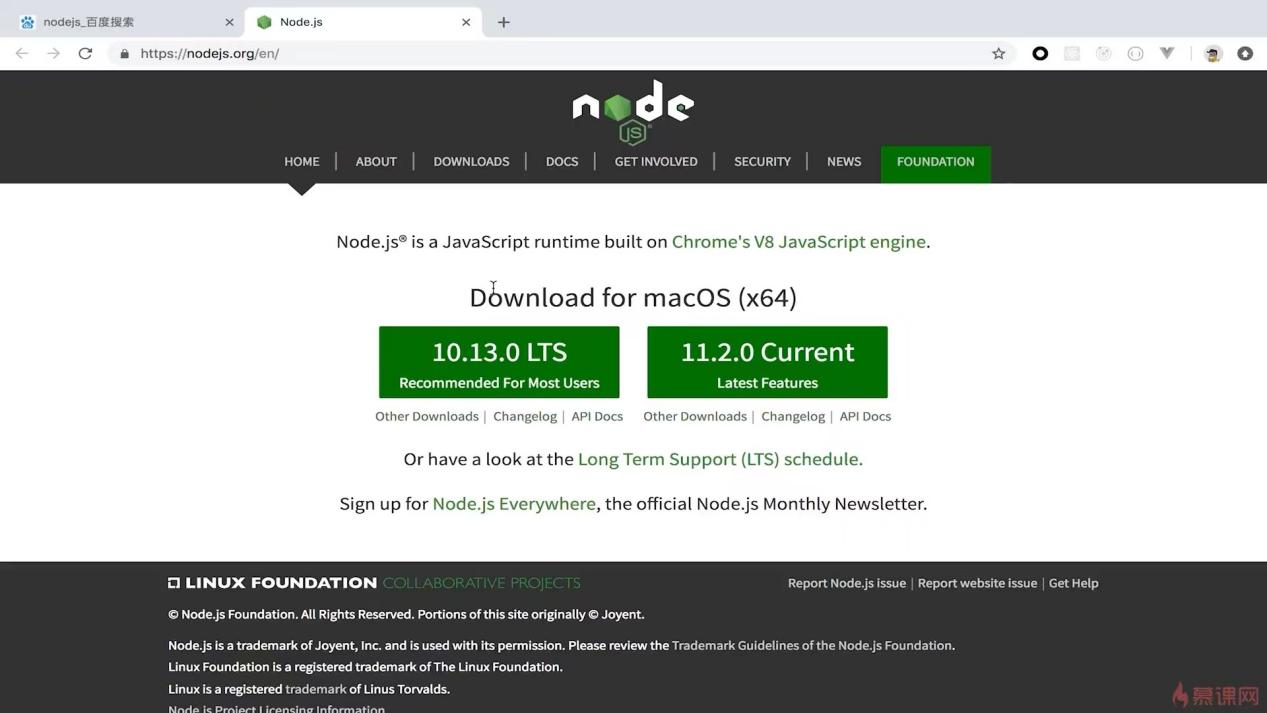 nodejs_百度搜索
Node.js
https://nodejs.org/en/
node
JS
HOME | ABOUT | DOWNLOADS | DOCS | GET INVOLVED | SECURITY | NEWS FOUNDATION
Node.js® is a JavaScript runtime built on Chrome's V8 JavaScript engine.
Download for macOS (x64)
10.13.0 LTS
Recommended For Most Users
11.2.0 Current
Latest Features
Other Downloads | Changelog | API Docs
Other Downloads | Changelog | API Docs
Or have a look at the Long Term Support (LTS) schedule.
Sign up for Node.js Everywhere, the official Node.js Monthly Newsletter.
LINUX FOUNDATION COLLABORATIVE PROJECTS
Report Node.js issue | Report website issue | Get Help
© Node.js Foundation. All Rights Reserved. Portions of this site originally © Joyent.
Node.js is a trademark of Joyent, Inc. and is used with its permission. Please review the Trademark Guidelines of the Node.js Foundation.
Linux Foundation is a registered trademark of The Linux Foundation.
Linux is a registered trademark of Linus Torvalds.
Node.js Project Licensing Information.
慕课网